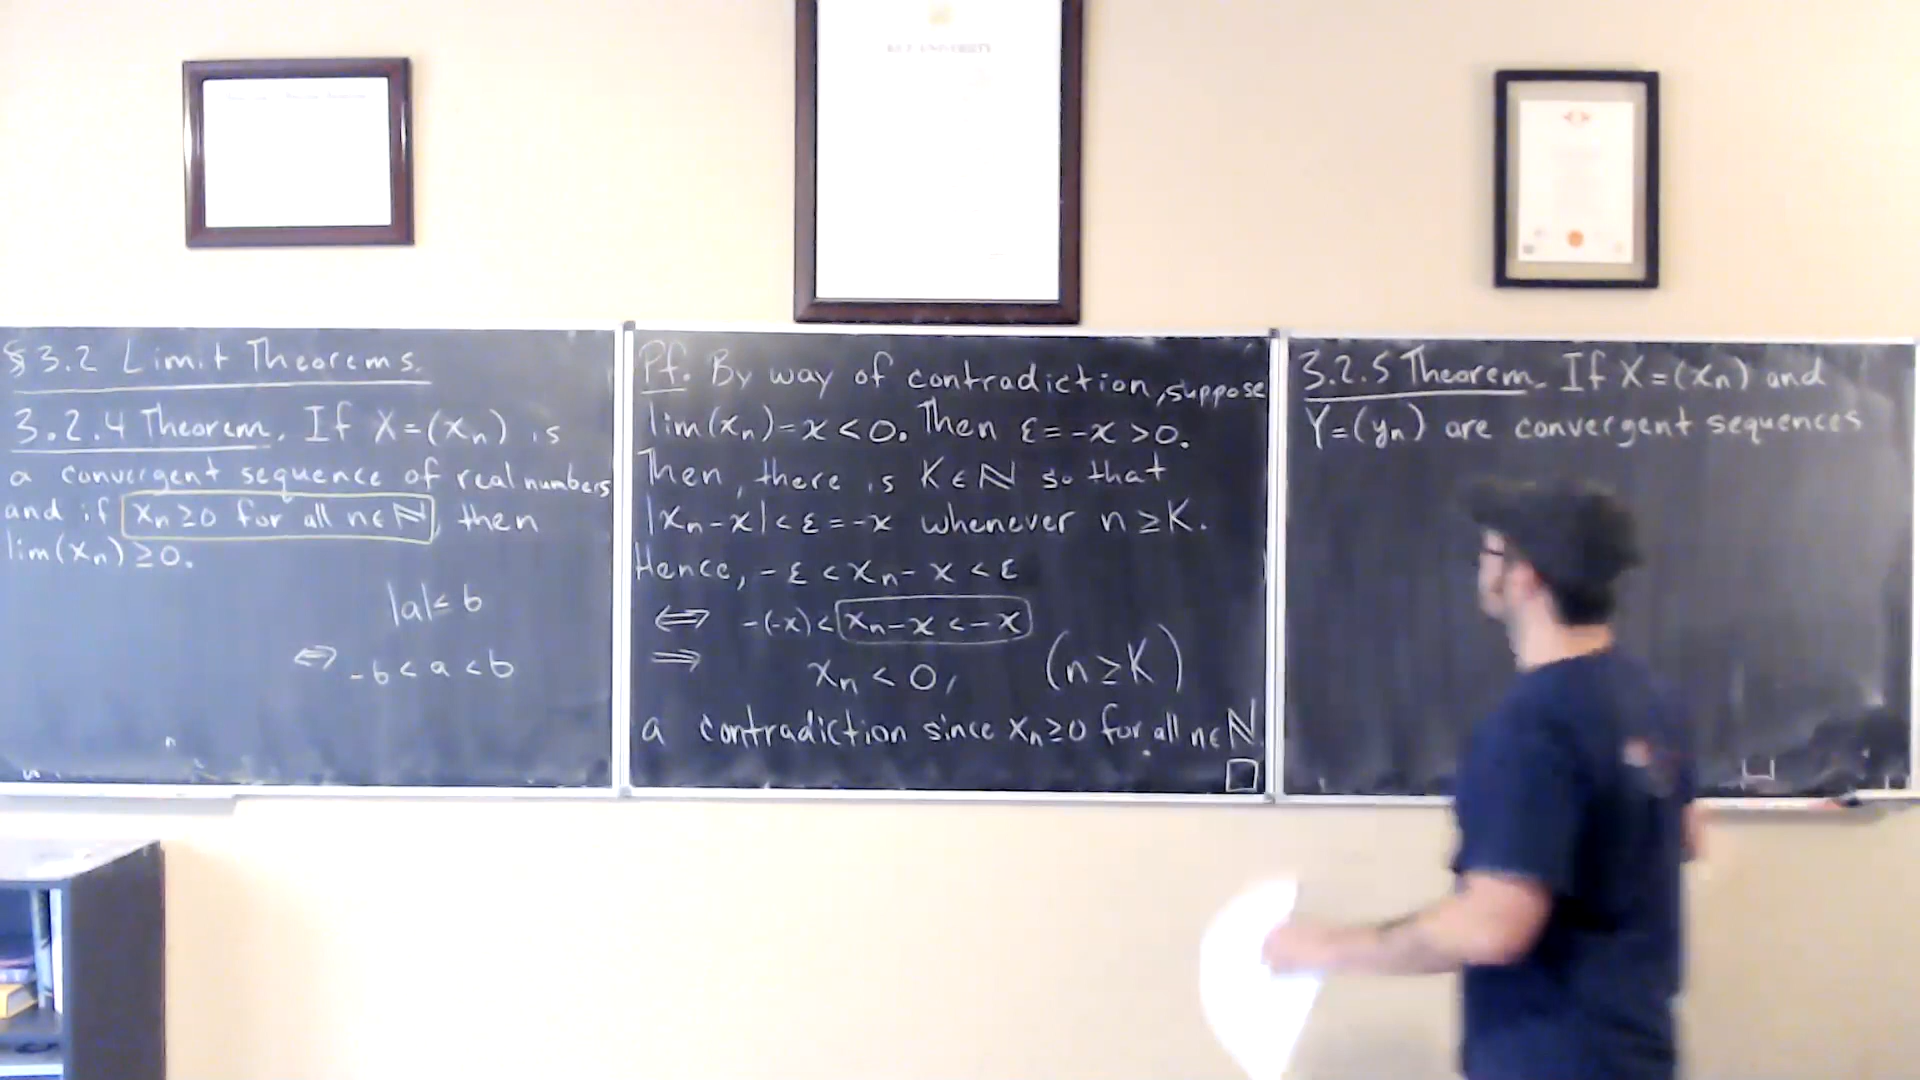 §3.2 Limit Theorems.
3.2.4 Theorem. If X=(xn) is
a convergent sequence of real numbers
and if xn≥0 for all n∈ℕ, then
lim(xn)≥0.
|a|≤b
⟺ -b<a<b
Pf. By way of contradiction, suppose
lim(xn)=x<0. Then ε=-x>0.
Then, there is K∈ℕ so that
|xn-x|<ε=-x whenever n≥K.
Hence, -ε<xn-x<ε
⟺ -(-x)<xn-x<-x
⟹ xn<0, (n≥K)
a contradiction since xn≥0 for all n∈ℕ.
□
3.2.5 Theorem. If X=(xn) and
Y=(yn) are convergent sequences